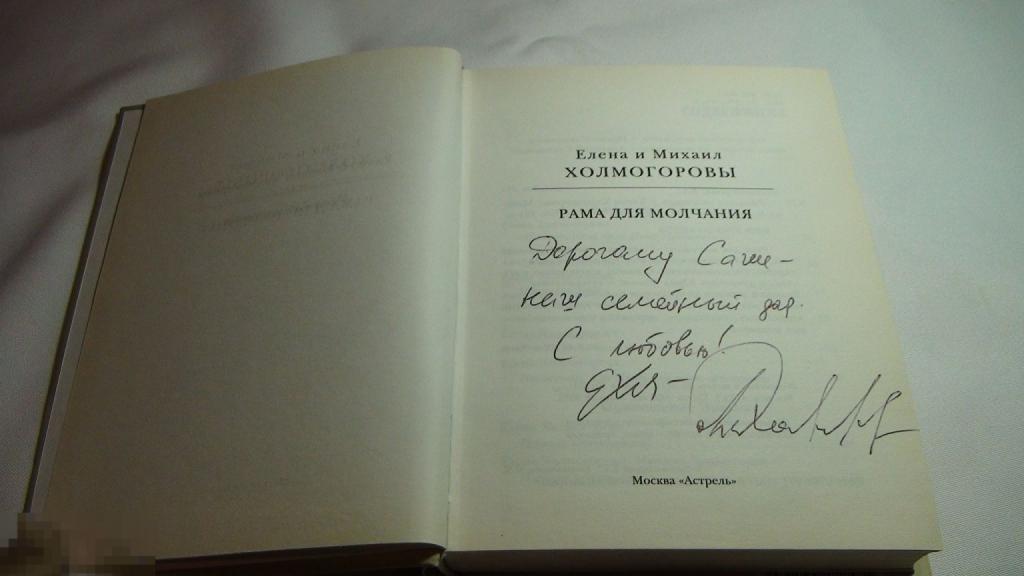 Елена и Михаил
ХОЛМОГОРОВЫ
РАМА ДЛЯ МОЛЧАНИЯ
Дорогому Саше –
наш семейный дар.
С любовью!
Москва «Астрель»